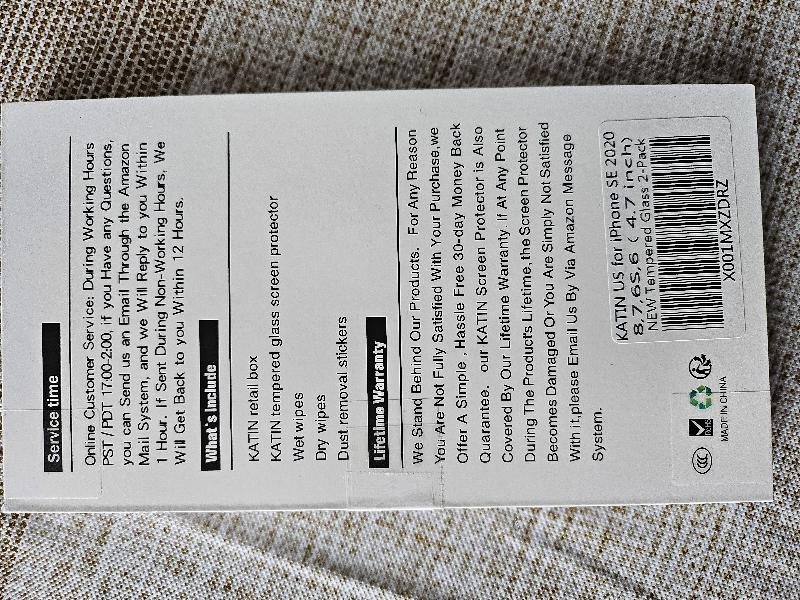 Service time
Online Customer Service: During Working Hours
PST / PDT 17:00-2:00, if you Have any Questions,
you can Send us an Email Through the Amazon
Mail System, and we Will Reply to you Within
1 Hour. If Sent During Non-Working Hours, We
Will Get Back to you Within 12 Hours.
What's Include
KATIN retail box
KATIN tempered glass screen protector
Wet wipes
Dry wipes
Dust removal stickers
Lifetime Warranty
We Stand Behind Our Products. For Any Reason
You Are Not Fully Satisfied With Your Purchase,we
Offer A Simple , Hassle Free 30-day Money Back
Quarantee. our KATIN Screen Protector is Also
Covered By Our Lifetime Warranty. If At Any Point
During The Product's Lifetime, the Screen Protector
Becomes Damaged Or You Are Simply Not Satisfied
With it,please Email Us By Via Amazon Message
System.
CCC RoHS
MADE IN CHINA
KATIN US for iPhone SE 2020
8,7,6S,6 ( 4.7 inch)
NEW Tempered Glass 2-Pack
X001MXZDRZ